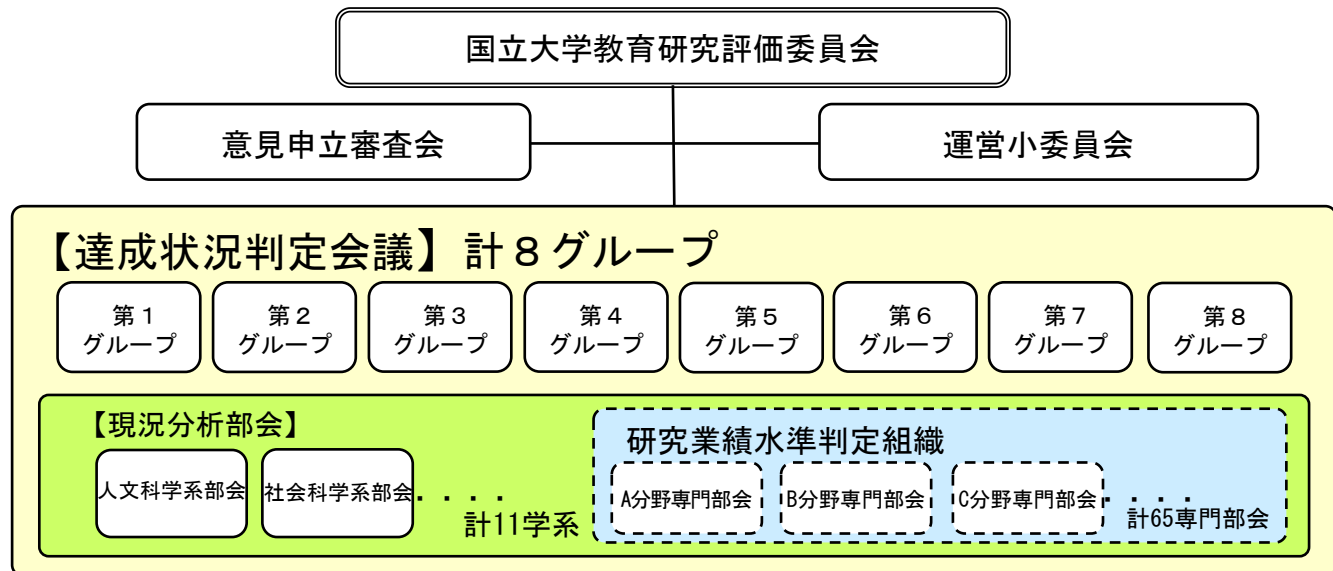 国立大学教育研究評価委員会
意見申立審査会
運営小委員会
【達成状況判定会議】計８グループ
第１
グループ
第２
グループ
第３
グループ
第４
グループ
第５
グループ
第６
グループ
第７
グループ
第８
グループ
【現況分析部会】
人文科学系部会
社会科学系部会
・・・・
計11学系
研究業績水準判定組織
A分野専門部会
B分野専門部会
C分野専門部会
・・・・
計65専門部会